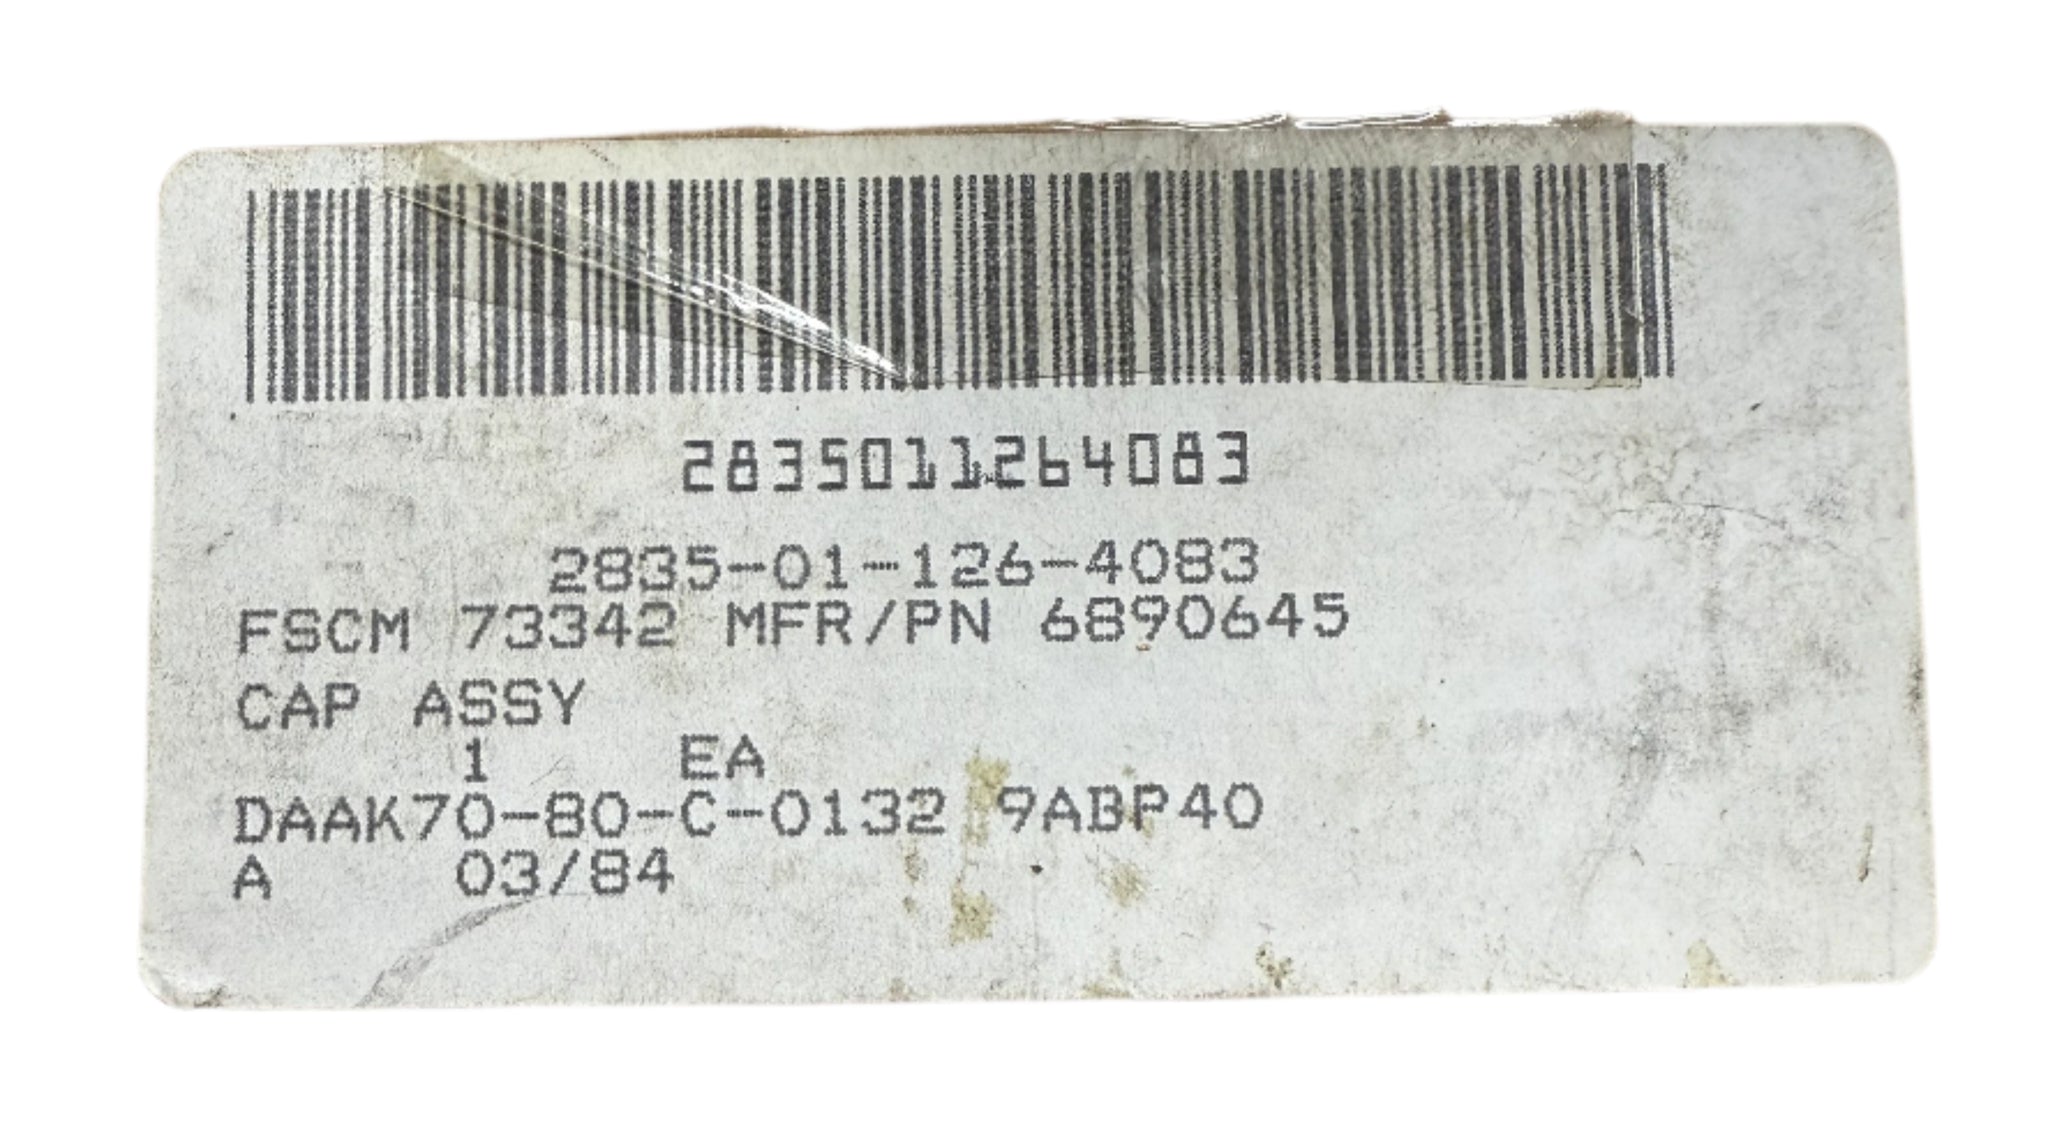 2835011264083
2835-01-126-4083
FSCM 73342 MFR/PN 6890645
CAP ASSY
1 EA
DAAK70-80-C-0132 9ABP40
A 03/84